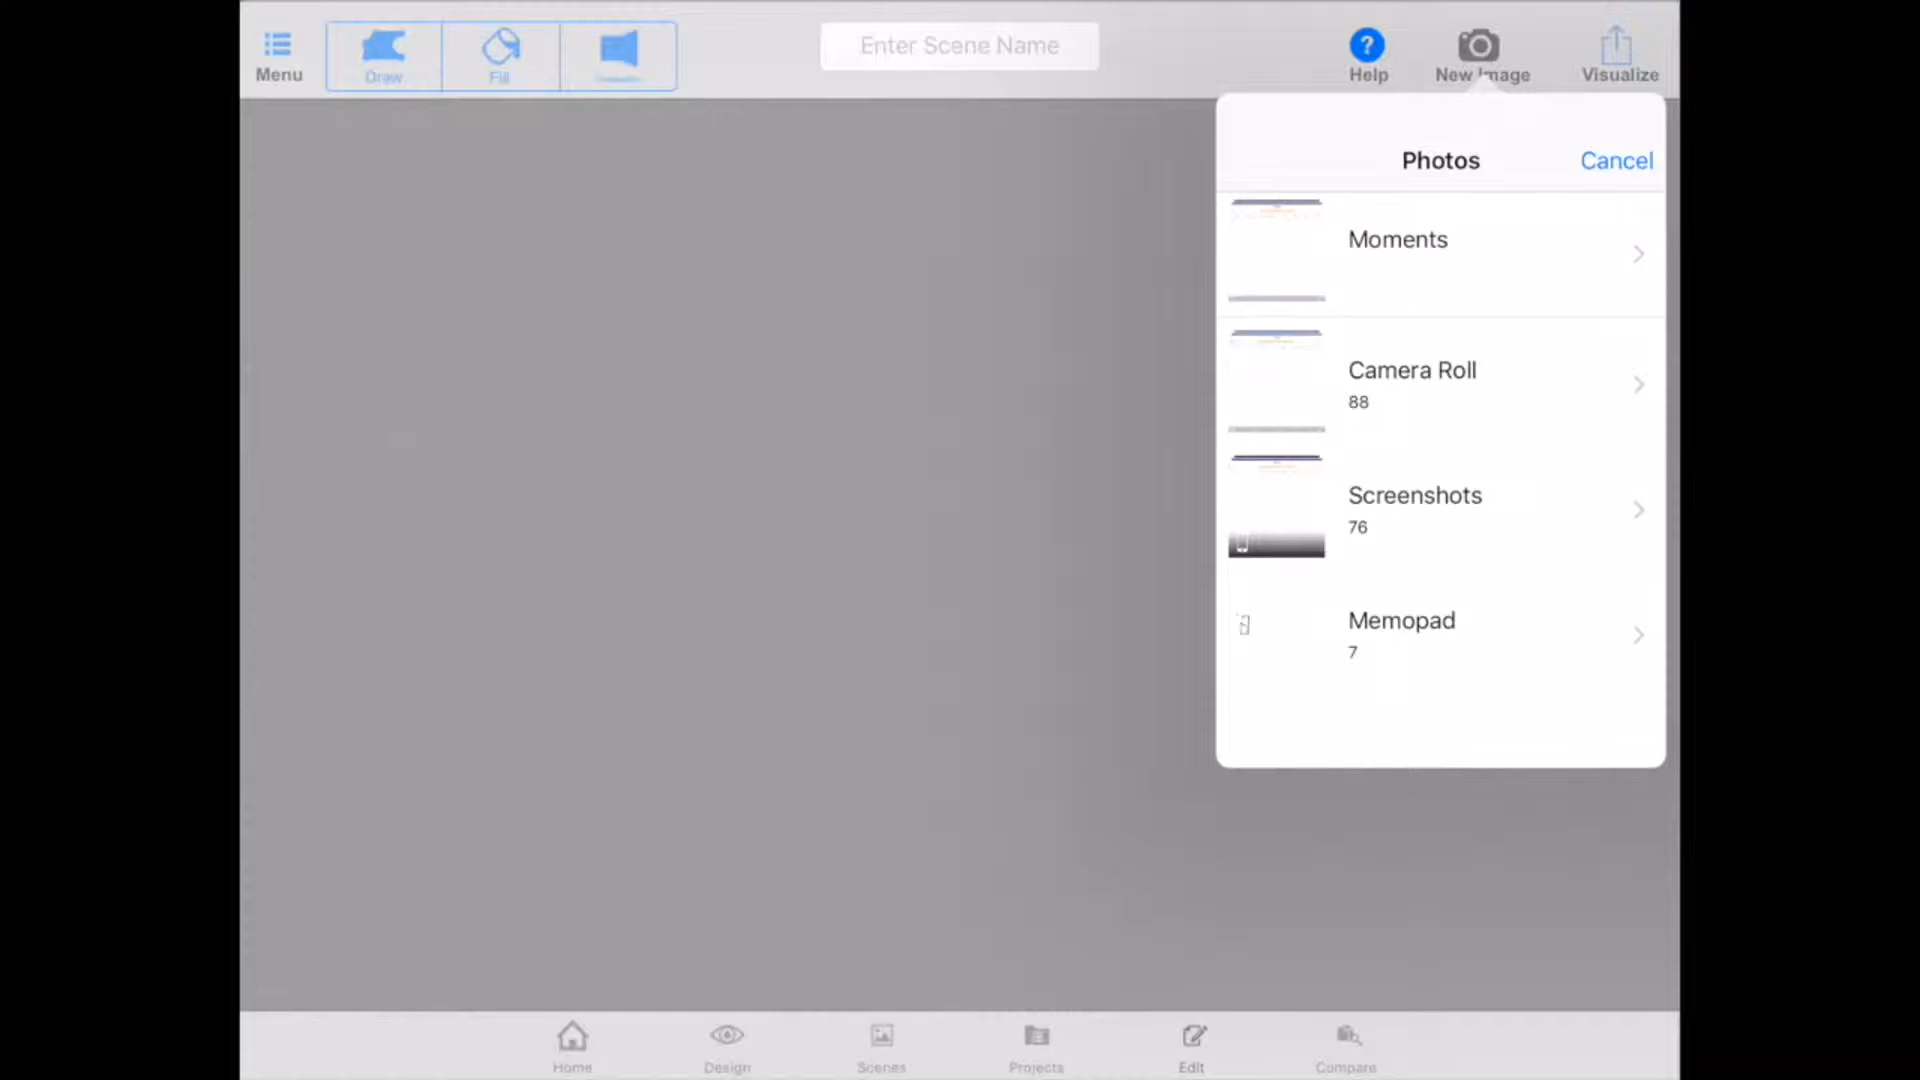 Menu
Draw
Fill
Enter Scene Name
?
Help
New Image
Visualize
Photos
Cancel
Moments
Camera Roll
88
Screenshots
76
Memopad
7
Home
Design
Scenes
Projects
Edit
Compare